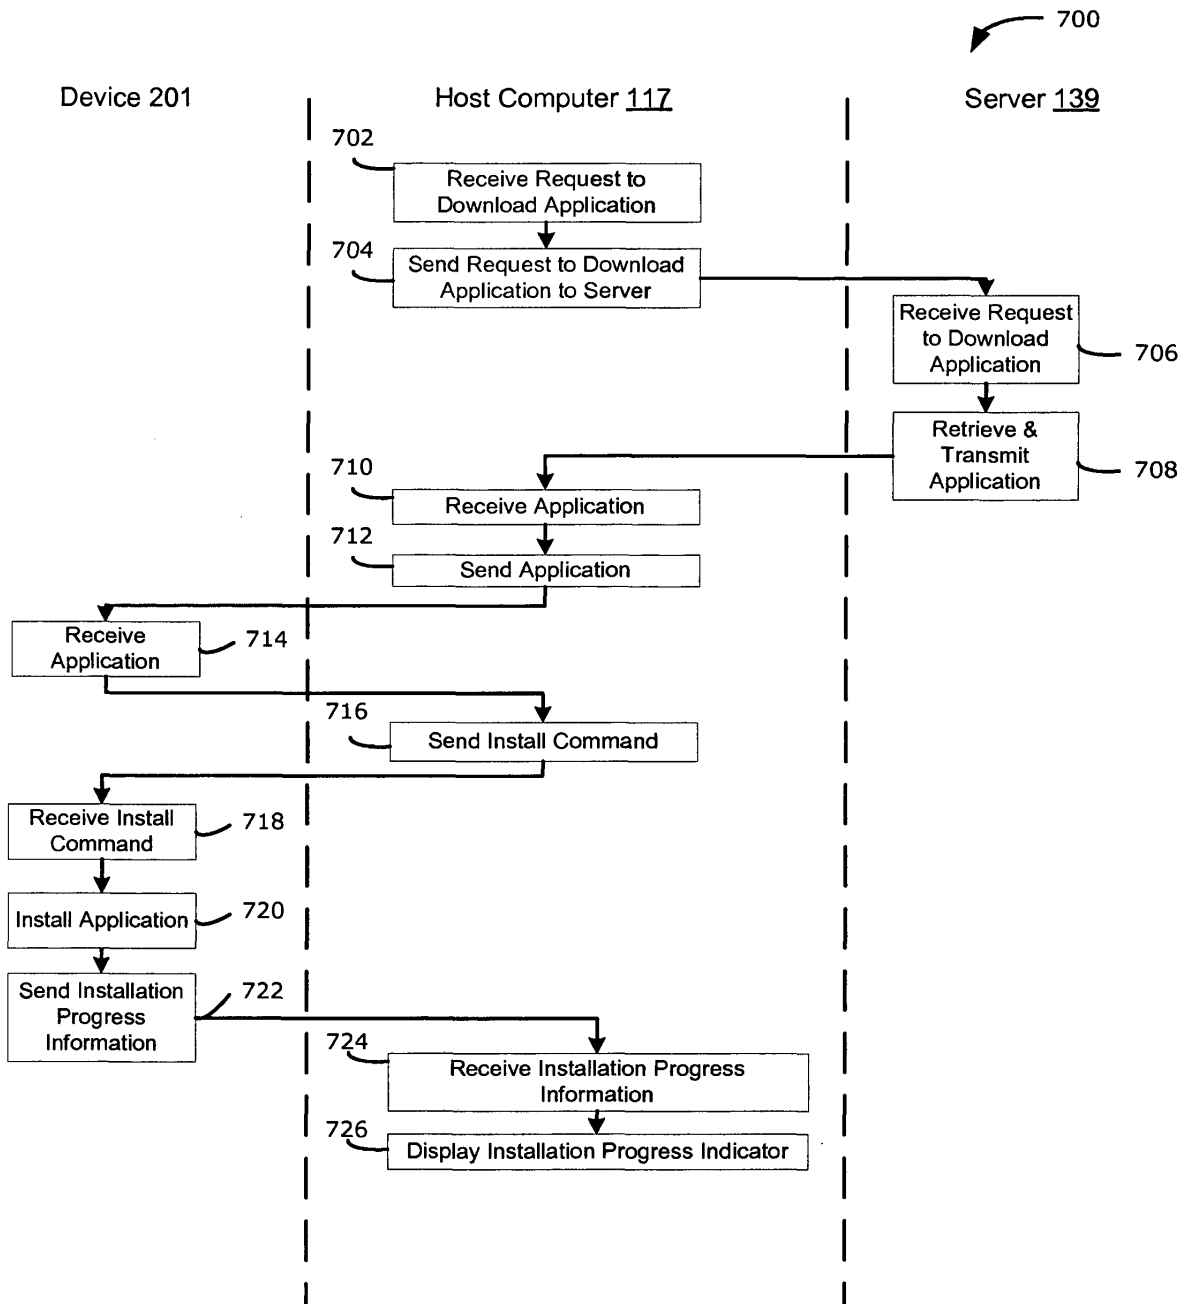 700
Device 201
Host Computer 117
Server 139
702
Receive Request to
Download Application
704
Send Request to Download
Application to Server
Receive Request
to Download
Application
706
Retrieve &
Transmit
Application
708
710
Receive Application
712
Send Application
Receive
Application
714
716
Send Install Command
Receive Install
Command
718
Install Application
720
Send Installation
Progress
Information
722
724
Receive Installation Progress
Information
726
Display Installation Progress Indicator